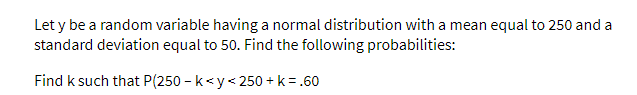 Let y be a random variable having a normal distribution with a mean equal to 250 and a
standard deviation equal to 50. Find the following probabilities:
Find k such that P(250 – k < y < 250 + k = .60